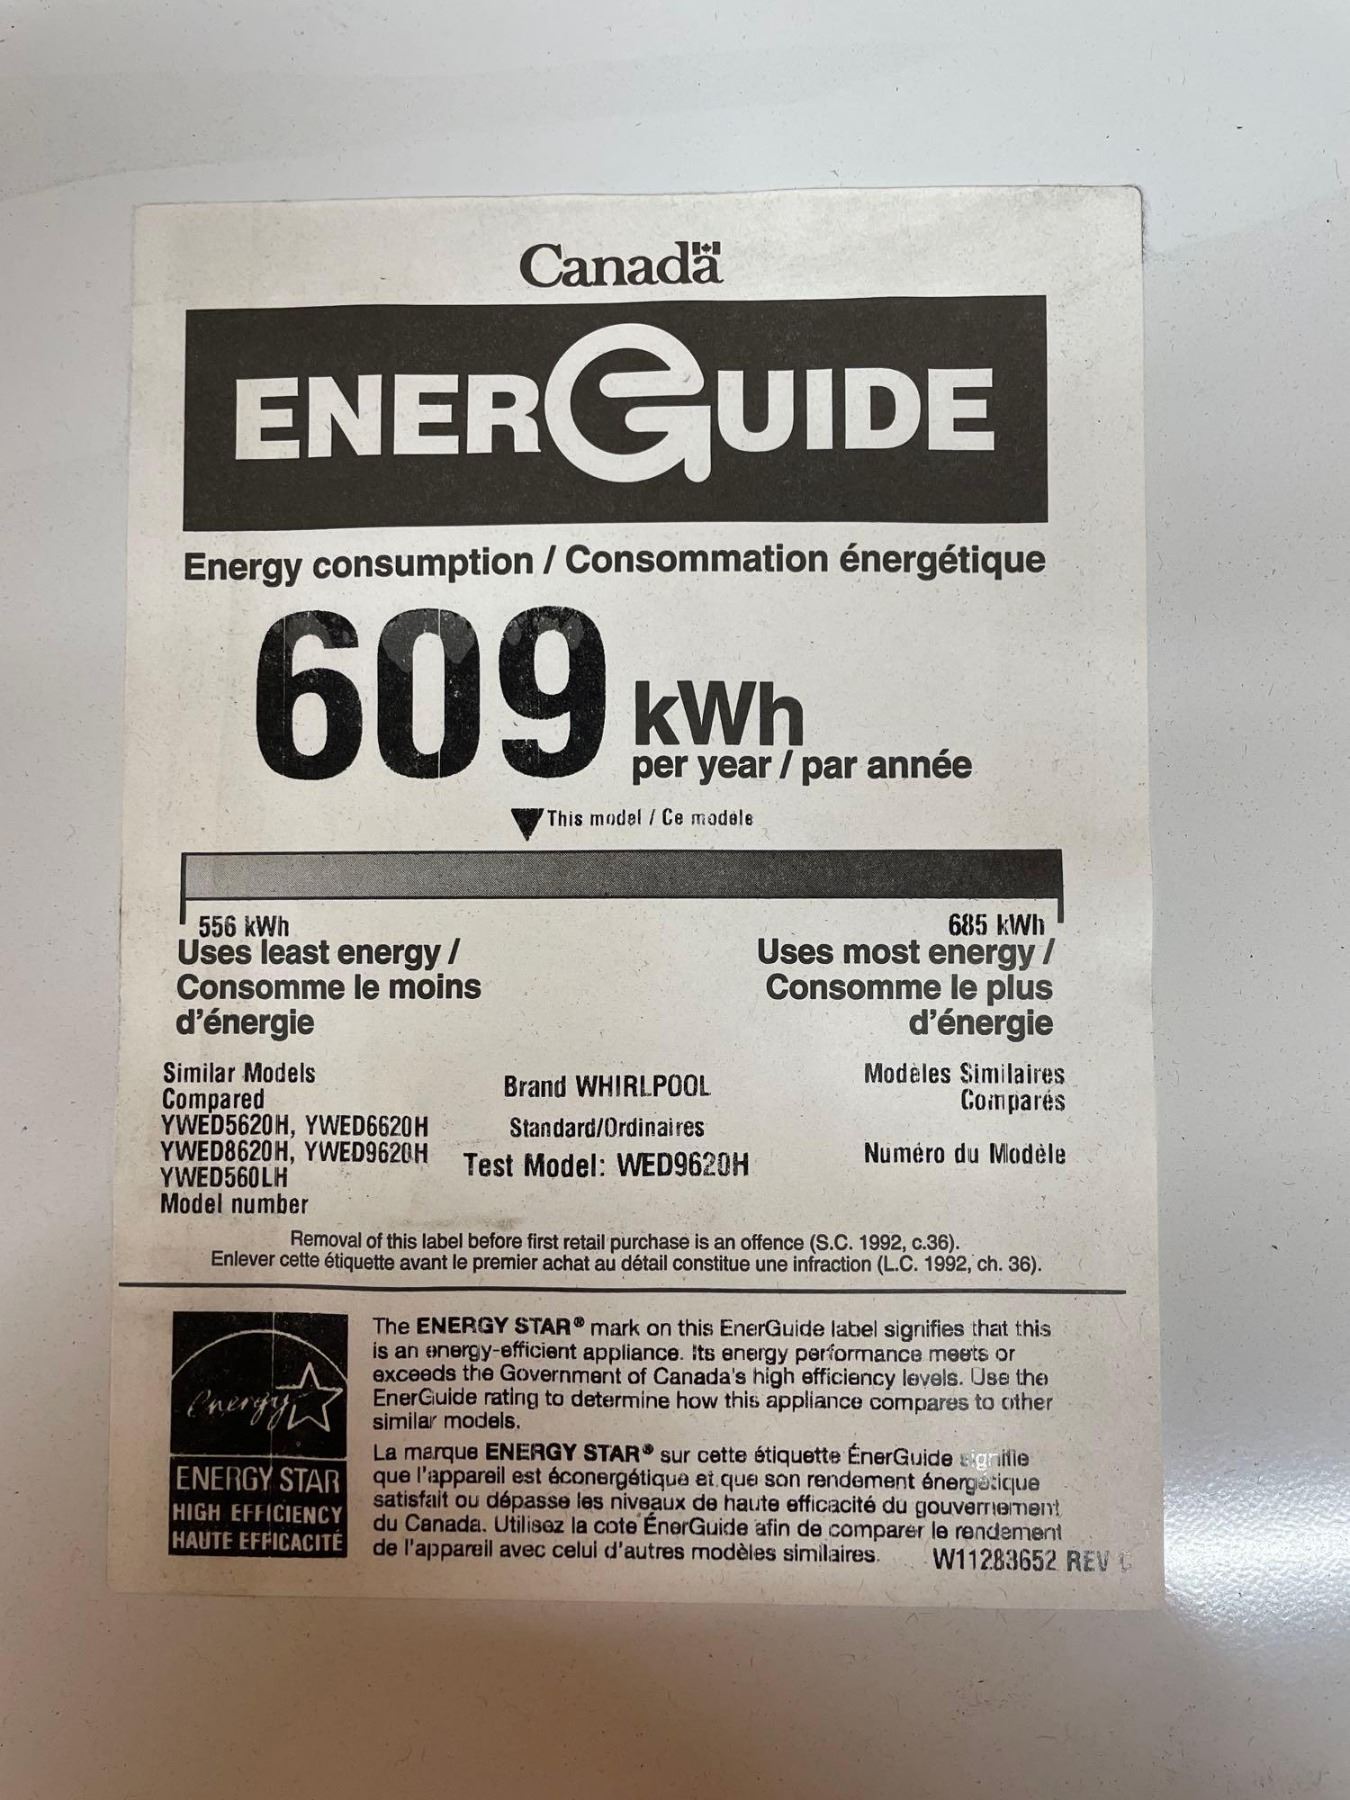 Canada
ENERGUIDE
Energy consumption / Consommation énergétique
609 kWh
per year / par année
This model / Ce modèle
556 kWh
685 kWh
Uses least energy /
Consomme le moins
d'énergie
Uses most energy /
Consomme le plus
d'énergie
Similar Models
Compared
YWED5620H, YWED6620H
YWED8620H, YWED9620H
YWED560LH
Model number
Brand WHIRLPOOL
Standard/Ordinaires
Test Model: WED9620H
Modèles Similaires
Comparés
Numéro du Modèle
Removal of this label before first retail purchase is an offence (S.C. 1992, c.36).
Enlever cette étiquette avant le premier achat au détail constitue une infraction (L.C. 1992, ch. 36).
energy
ENERGY STAR
HIGH EFFICIENCY
HAUTE EFFICACITÉ
The ENERGY STAR® mark on this EnerGuide label signifies that this
is an energy-efficient appliance. Its energy performance meets or
exceeds the Government of Canada's high efficiency levels. Use the
EnerGuide rating to determine how this appliance compares to other
similar models.
La marque ENERGY STAR® sur cette étiquette ÉnerGuide signifie
que l'appareil est éconergétique et que son rendement énergétique
satisfait ou dépasse les niveaux de haute efficacité du gouvernement
du Canada. Utilisez la cote ÉnerGuide afin de comparer le rendement
de l'appareil avec celui d'autres modèles similaires.
W11283652 REV